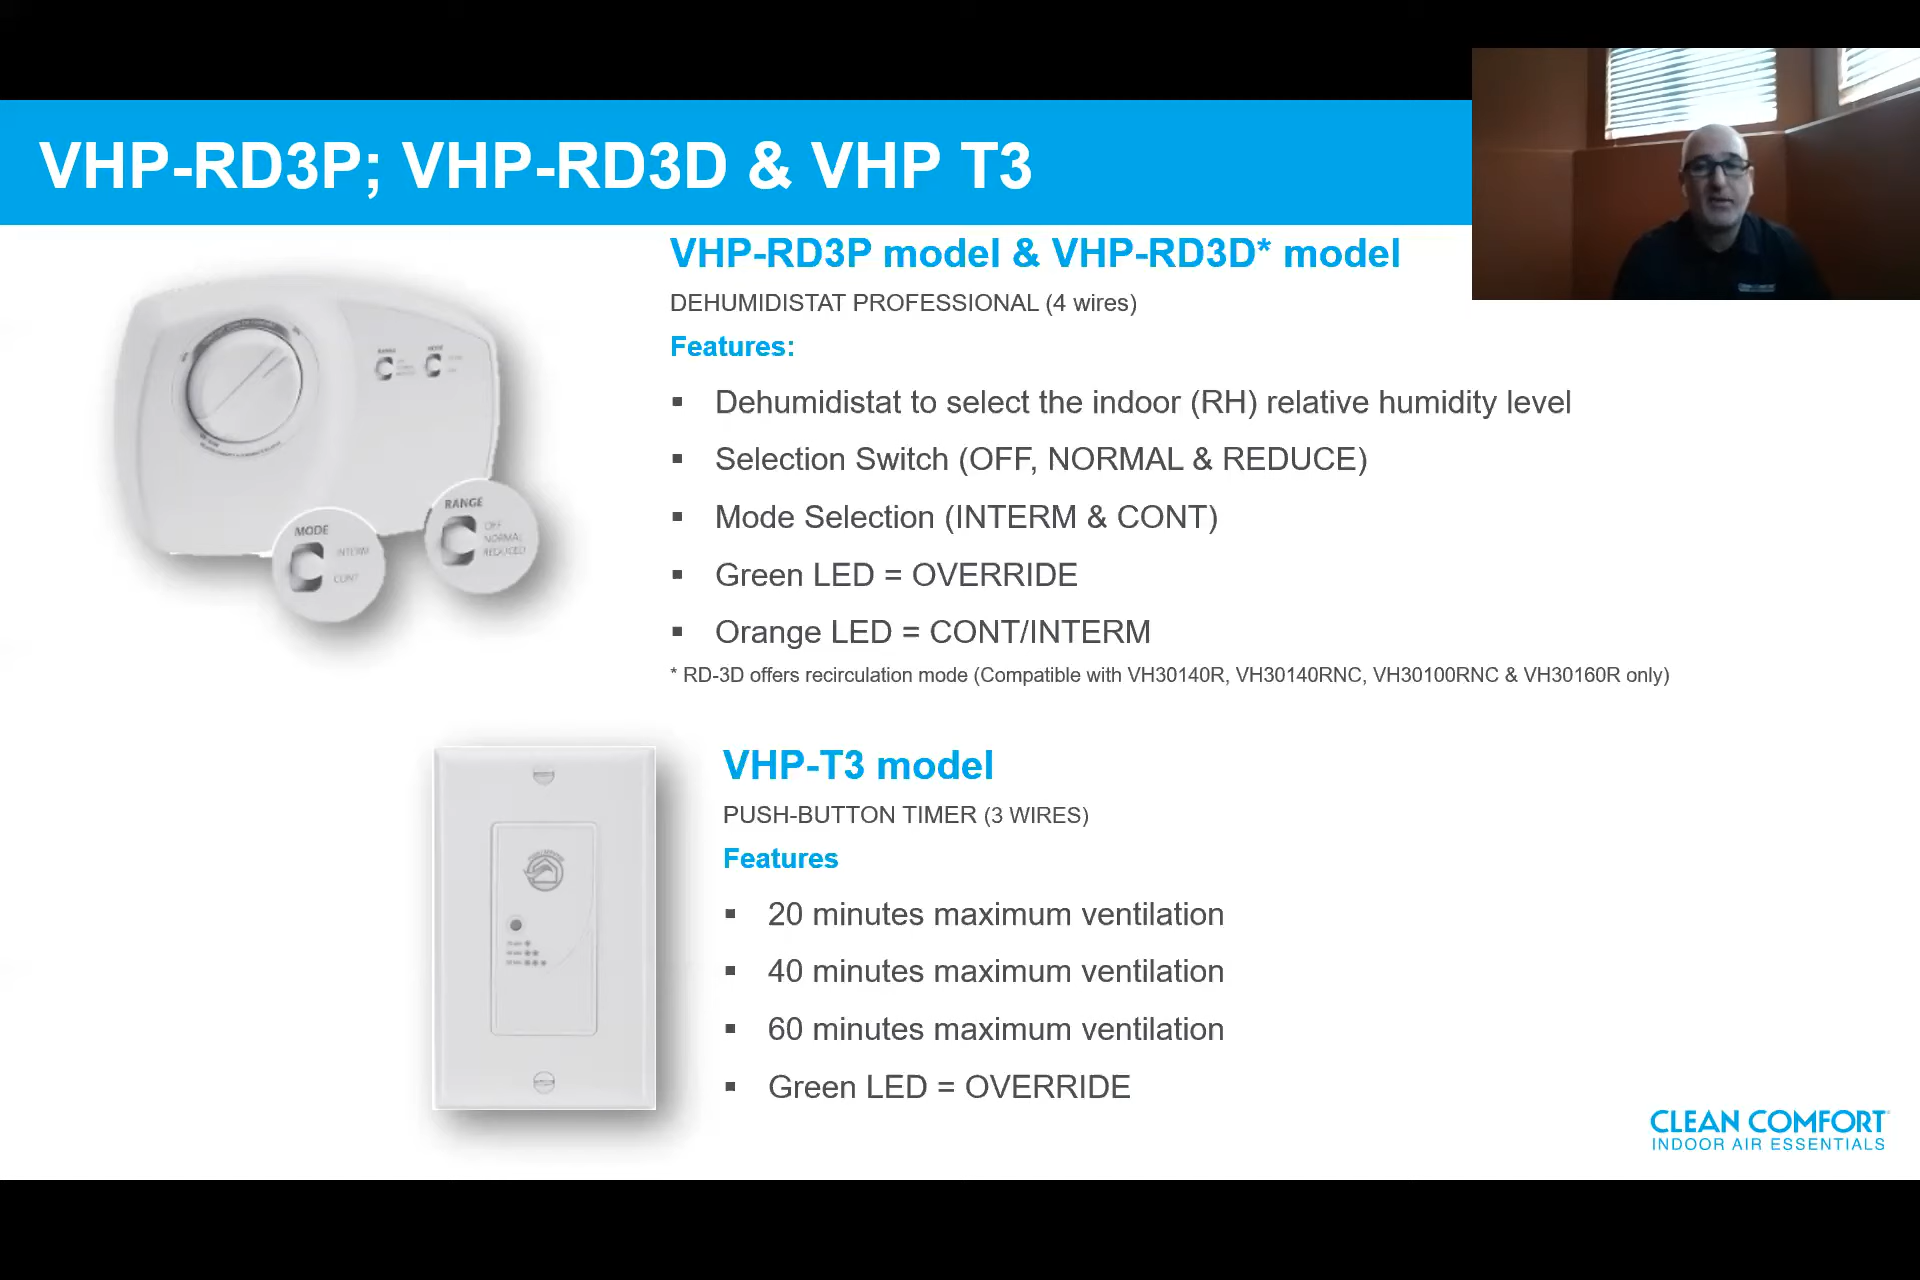 VHP-RD3P; VHP-RD3D & VHP T3
VHP-RD3P model & VHP-RD3D* model
DEHUMIDISTAT PROFESSIONAL (4 wires)
Features:
▪ Dehumidistat to select the indoor (RH) relative humidity level
▪ Selection Switch (OFF, NORMAL & REDUCE)
▪ Mode Selection (INTERM & CONT)
▪ Green LED = OVERRIDE
▪ Orange LED = CONT/INTERM
* RD-3D offers recirculation mode (Compatible with VH30140R, VH30140RNC, VH30100RNC & VH30160R only)
RANGE
MODE
RANGE
OFF
NORMAL
REDUCED
MODE
INTERM
CONT
VHP-T3 model
PUSH-BUTTON TIMER (3 WIRES)
Features
▪ 20 minutes maximum ventilation
▪ 40 minutes maximum ventilation
▪ 60 minutes maximum ventilation
▪ Green LED = OVERRIDE
CLEAN COMFORT
INDOOR AIR ESSENTIALS